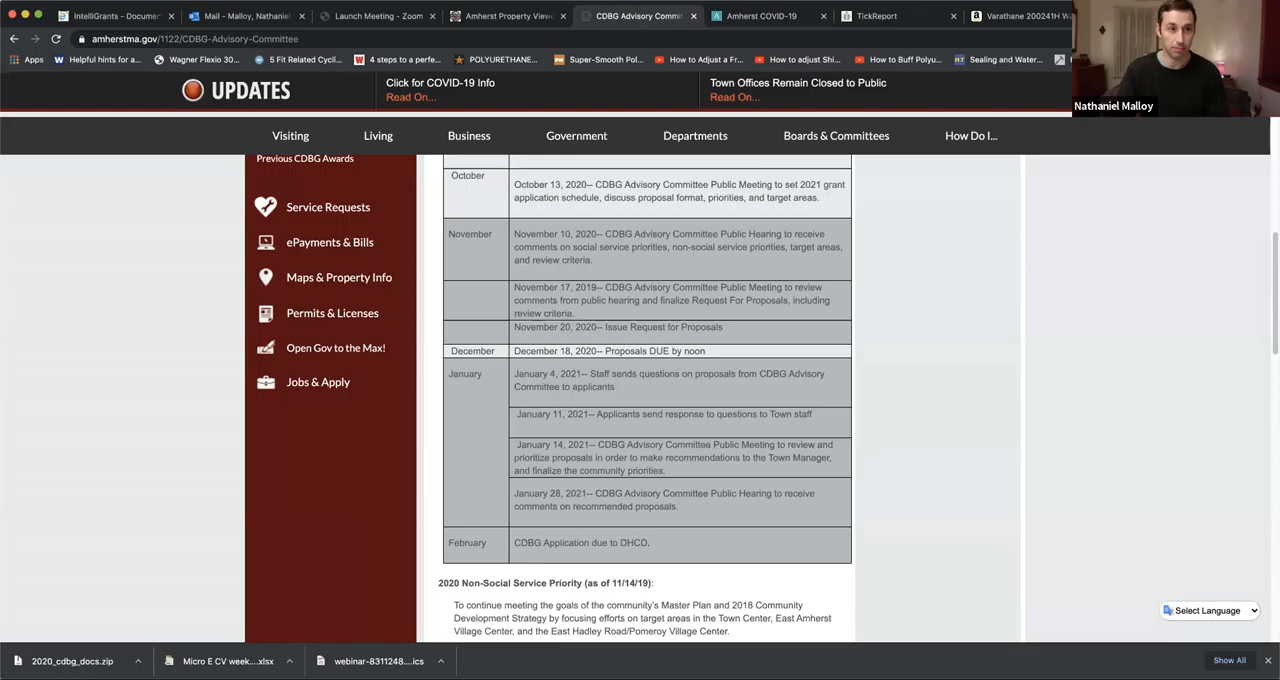 IntelliGrants - Documen
Mail - Malloy, Nathaniel
Launch Meeting - Zoom
Amherst Property View
CDBG Advisory Commit
Amherst COVID-19
TickReport
Varathane 200241H Wa
amherstma.gov/1122/CDBG-Advisory-Committee
Apps
Helpful hints for a...
Wagner Flexio 30...
5 Fit Related Cycli...
4 steps to a perfe...
POLYURETHANE...
Super-Smooth Pol...
How to Adjust a Fr...
How to adjust Shi...
How to Buff Polyu...
Sealing and Water...
UPDATES
Click for COVID-19 Info
Read On...
Town Offices Remain Closed to Public
Read On...
Nathaniel Malloy
Visiting
Living
Business
Government
Departments
Boards & Committees
How Do I...
Previous CDBG Awards
Service Requests
ePayments & Bills
Maps & Property Info
Permits & Licenses
Open Gov to the Max!
Jobs & Apply
October
October 13, 2020-- CDBG Advisory Committee Public Meeting to set 2021 grant
application schedule, discuss proposal format, priorities, and target areas.
November
November 10, 2020-- CDBG Advisory Committee Public Hearing to receive
comments on social service priorities, non-social service priorities, target areas,
and review criteria.
November 17, 2019-- CDBG Advisory Committee Public Meeting to review
comments from public hearing and finalize Request For Proposals, including
review criteria.
November 20, 2020-- Issue Request for Proposals
December
December 18, 2020-- Proposals DUE by noon
January
January 4, 2021-- Staff sends questions on proposals from CDBG Advisory
Committee to applicants
January 11, 2021-- Applicants send response to questions to Town staff
January 14, 2021-- CDBG Advisory Committee Public Meeting to review and
prioritize proposals in order to make recommendations to the Town Manager,
and finalize the community priorities.
January 28, 2021-- CDBG Advisory Committee Public Hearing to receive
comments on recommended proposals.
February
CDBG Application due to DHCD.
2020 Non-Social Service Priority (as of 11/14/19):
To continue meeting the goals of the community's Master Plan and 2018 Community
Development Strategy by focusing efforts on target areas in the Town Center, East Amherst
Village Center, and the East Hadley Road/Pomeroy Village Center.
Select Language
2020_cdbg_docs.zip
Micro E CV week....xlsx
webinar-8311248....ics
Show All